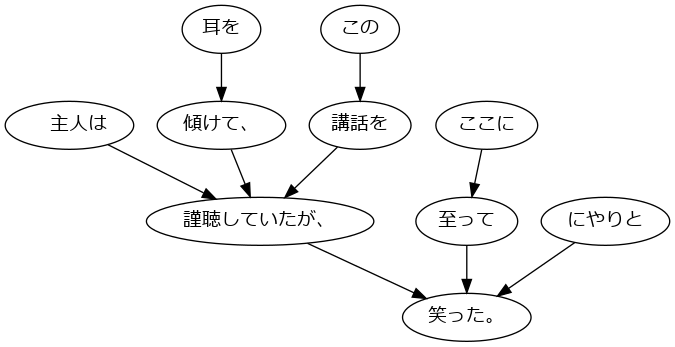 耳を
この
主人は
傾けて、
講話を
ここに
謹聴していたが、
至って
にやりと
笑った。